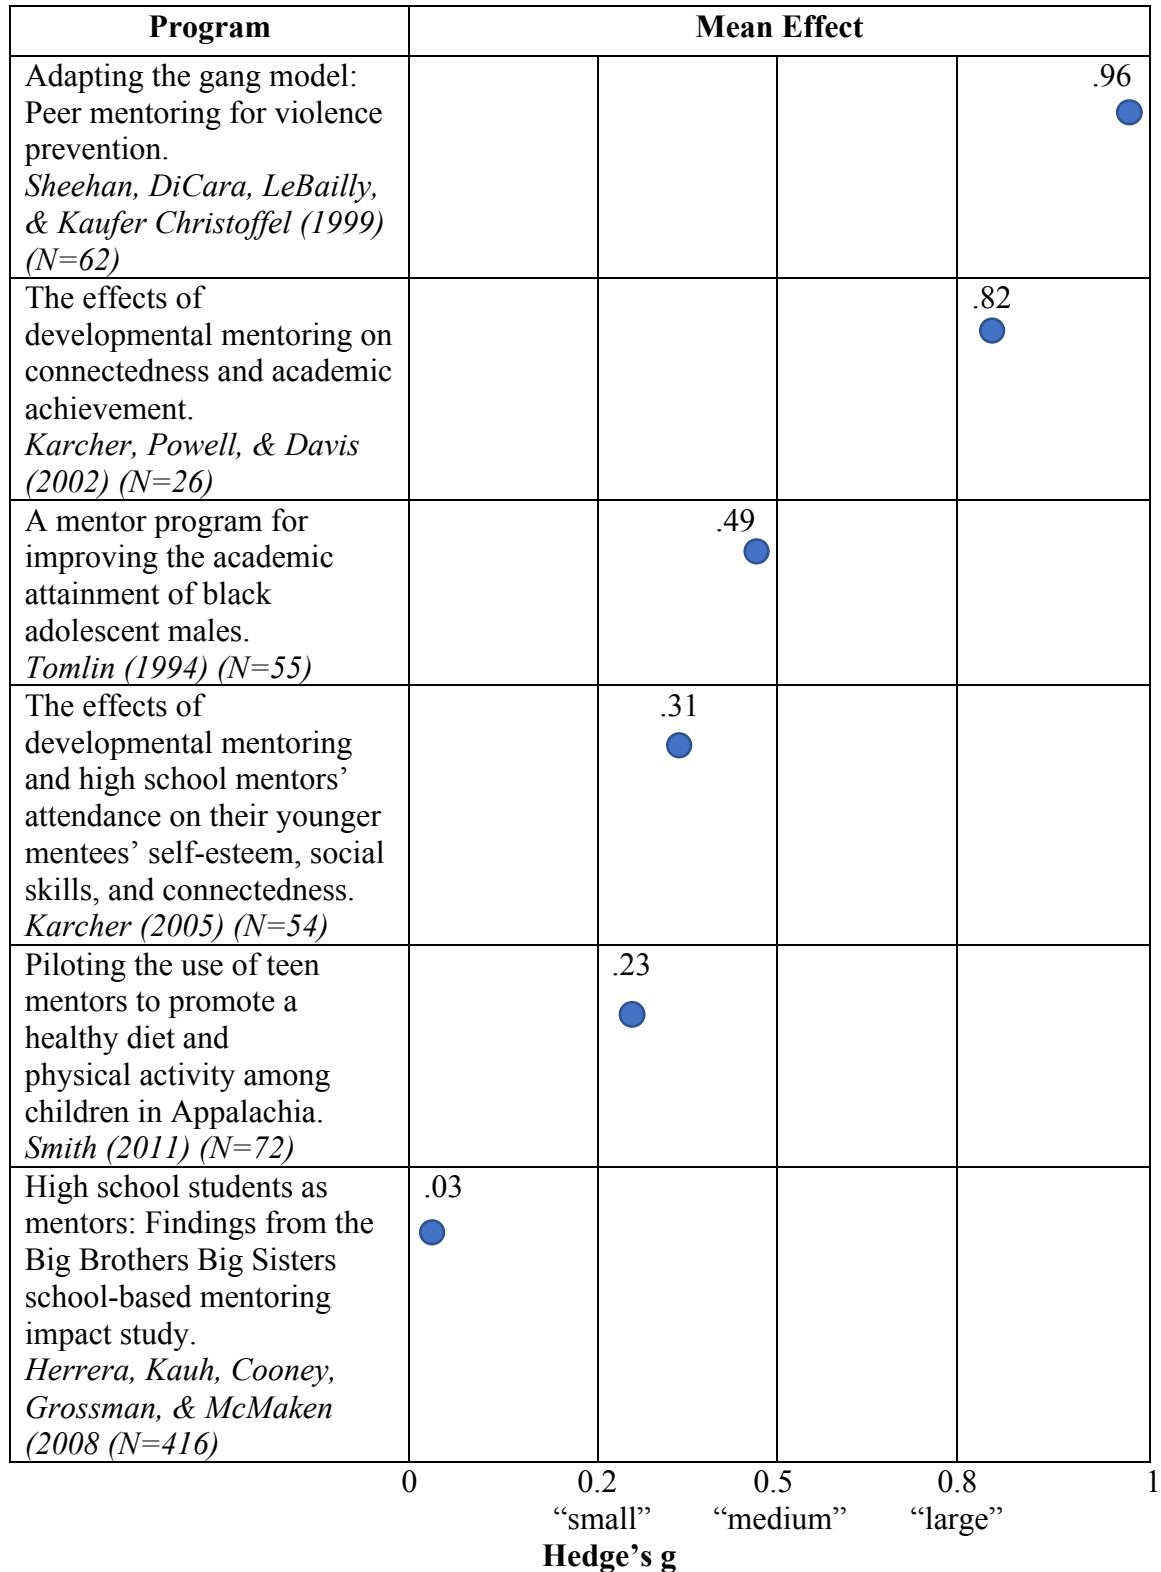 Program Mean Effect
Adapting the gang model: .96
Peer mentoring for violence
prevention.
Sheehan, DiCara, LeBailly,
& Kaufer Christoffel (1999)
(N=62)
The effects of .82
developmental mentoring on
connectedness and academic
achievement.
Karcher, Powell, & Davis
(2002) (N=26)
A mentor program for .49
improving the academic
attainment of black
adolescent males.
Tomlin (1994) (N=55)
The effects of .31
developmental mentoring
and high school mentors’
attendance on their younger
mentees’ self-esteem, social
skills, and connectedness.
Karcher (2005) (N=54)
Piloting the use of teen .23
mentors to promote a
healthy diet and
physical activity among
children in Appalachia.
Smith (2011) (N=72)
High school students as .03
mentors: Findings from the
Big Brothers Big Sisters
school-based mentoring
impact study.
Herrera, Kauh, Cooney,
Grossman, & McMaken
(2008 (N=416)
0 0.2 0.5 0.8 1
“small” “medium” “large”
Hedge’s g